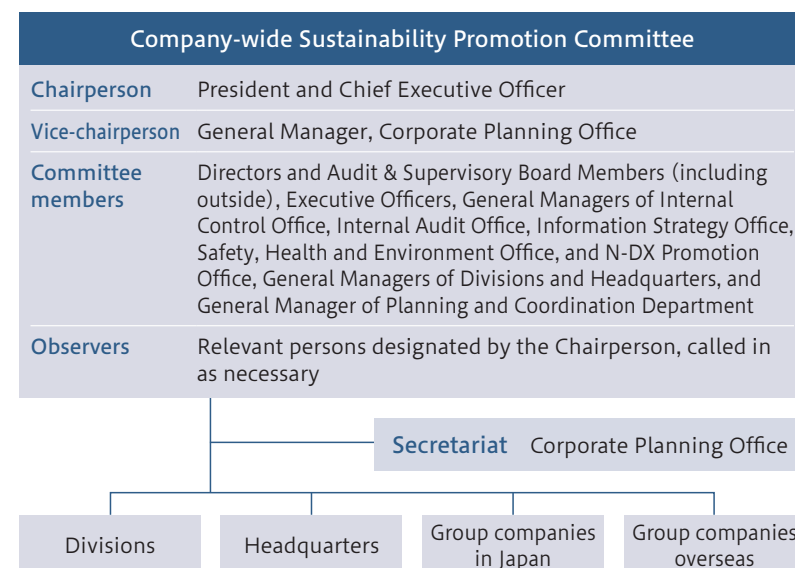 Company-wide Sustainability Promotion Committee
Chairperson President and Chief Executive Officer
Vice-chairperson General Manager, Corporate Planning Office
Committee members Directors and Audit & Supervisory Board Members (including
outside), Executive Officers, General Managers of Internal
Control Office, Internal Audit Office, Information Strategy Office,
Safety, Health and Environment Office, and N-DX Promotion
Office, General Managers of Divisions and Headquarters, and
General Manager of Planning and Coordination Department
Observers Relevant persons designated by the Chairperson, called in
as necessary
Secretariat Corporate Planning Office
Divisions
Headquarters
Group companies
in Japan
Group companies
overseas